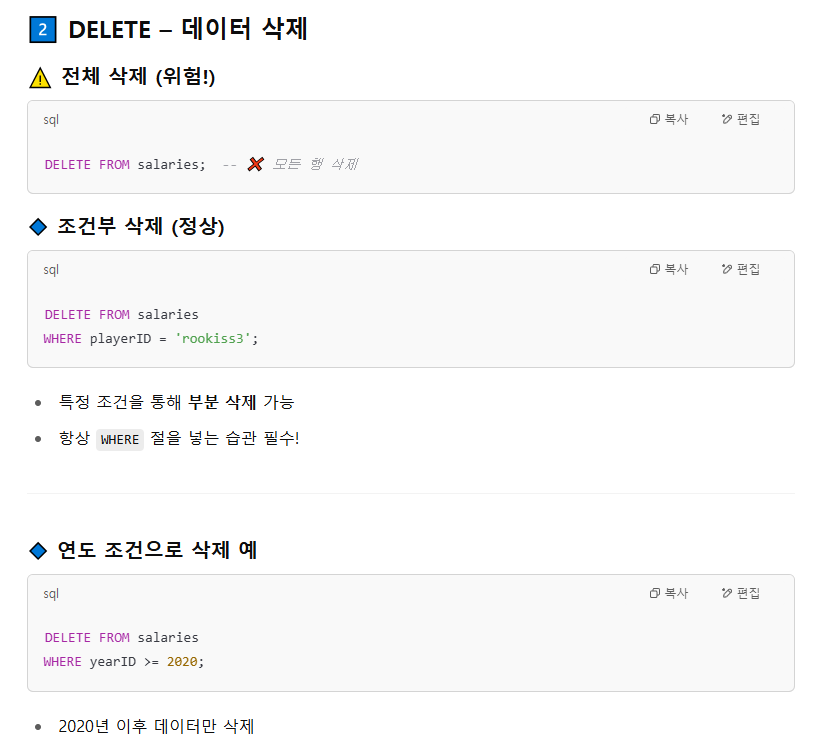 2 DELETE – 데이터 삭제
⚠️ 전체 삭제 (위험!)
sql 복사 편집
DELETE FROM salaries; -- ❌ 모든 행 삭제
🔷 조건부 삭제 (정상)
sql 복사 편집
DELETE FROM salaries
WHERE playerID = 'rookiss3';
• 특정 조건을 통해 부분 삭제 가능
• 항상 WHERE 절을 넣는 습관 필수!
🔷 연도 조건으로 삭제 예
sql 복사 편집
DELETE FROM salaries
WHERE yearID >= 2020;
• 2020년 이후 데이터만 삭제